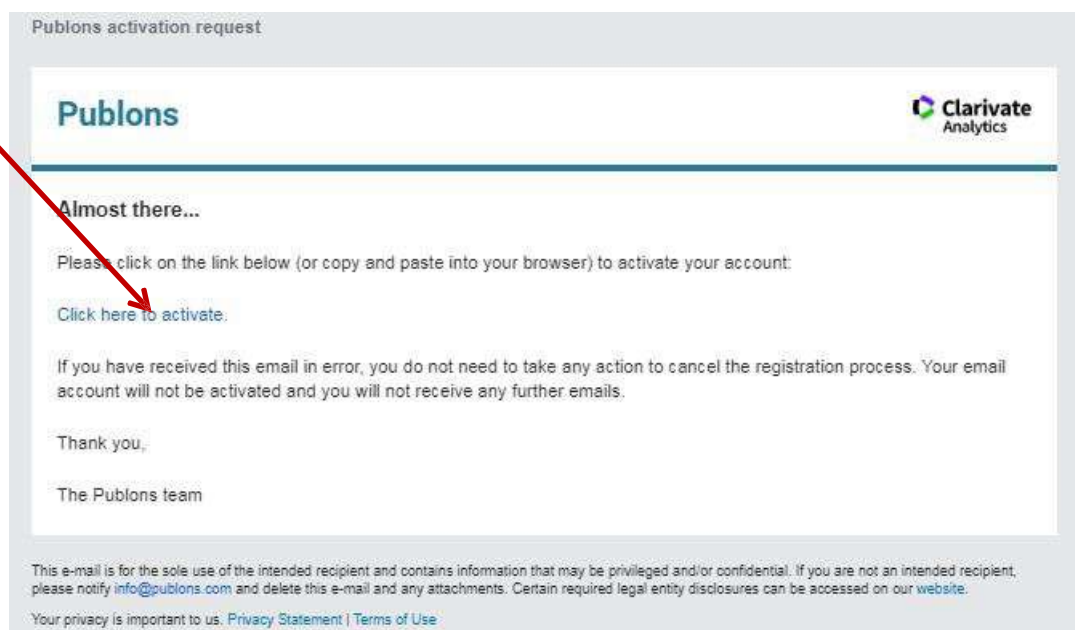 Publons activation request
Publons
Clarivate
Analytics
Almost there...
Please click on the link below (or copy and paste into your browser) to activate your account:
Click here to activate.
If you have received this email in error, you do not need to take any action to cancel the registration process. Your email
account will not be activated and you will not receive any further emails.
Thank you,
The Publons team
This e-mail is for the sole use of the intended recipient and contains information that may be privileged and/or confidential. If you are not an intended recipient,
please notify info@publons.com and delete this e-mail and any attachments. Certain required legal entity disclosures can be accessed on our website.
Your privacy is important to us. Privacy Statement | Terms of Use